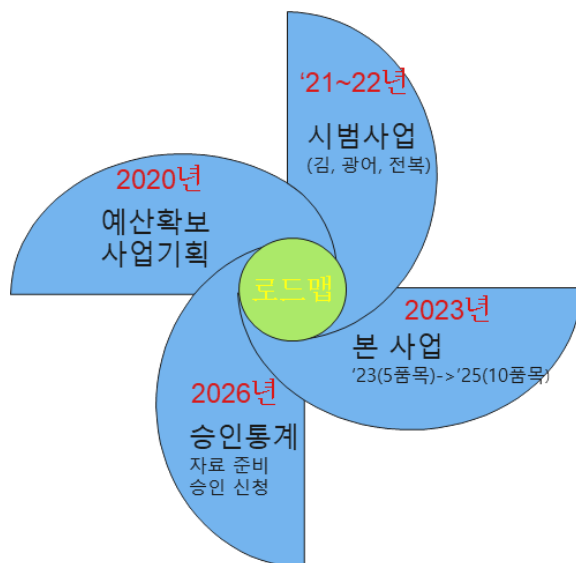 2020년
예산확보
사업기획
‘21~22년
시범사업
(김, 광어, 전복)
2023년
본 사업
’23(5품목)->’25(10품목)
2026년
승인통계
자료 준비
승인 신청
로드맵